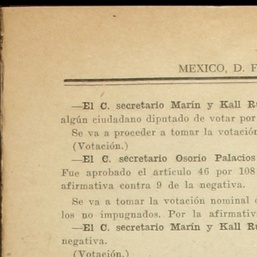 MEXICO, D. F
—El C. secretario Marín y Kall R
algún ciudadano diputado de votar por
Se va a proceder a tomar la votación
(Votación.)
—El C. secretario Osorio Palacios
Fue aprobado el artículo 46 por 108
afirmativa contra 9 de la negativa.
Se va a tomar la votación nominal
los no impugnados. Por la afirmativ
—El C. secretario Marín y Kall R
negativa.
(Votación.)